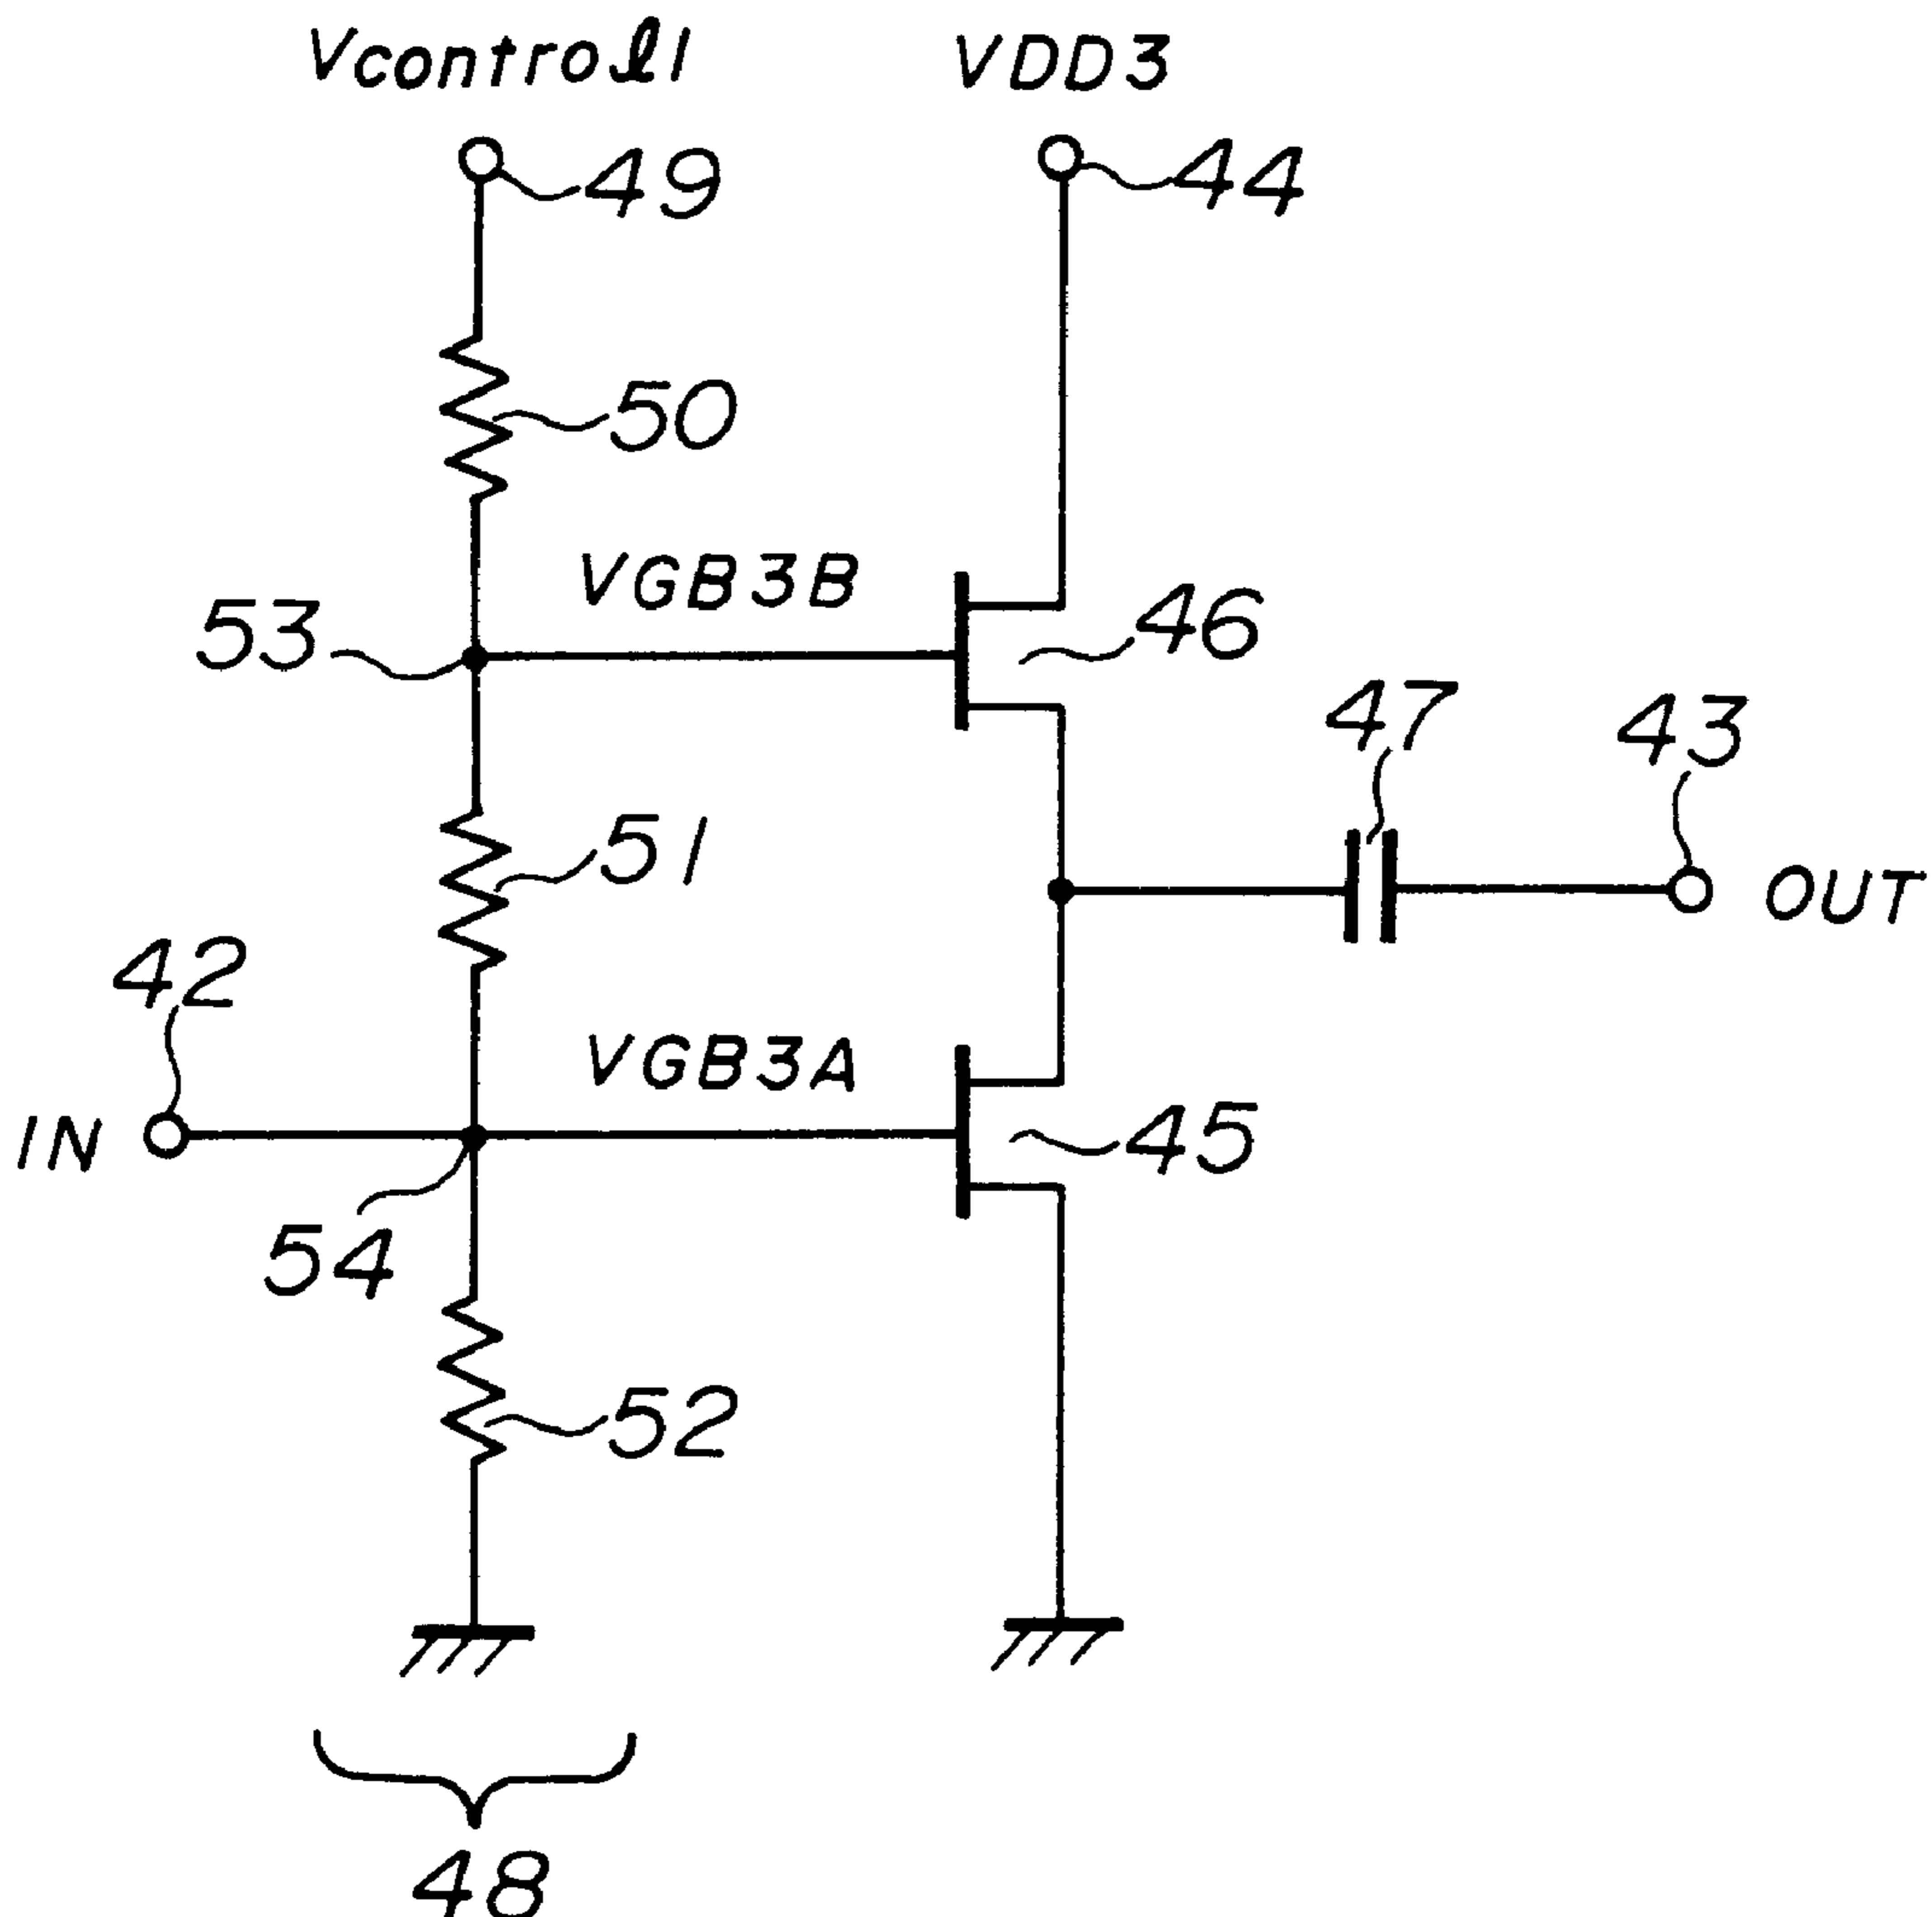 Vcontrol1 VDD3
49 44
50
VGB3B
53 46
47 43
51
OUT
42
VGB3A
IN 45
54
52
48